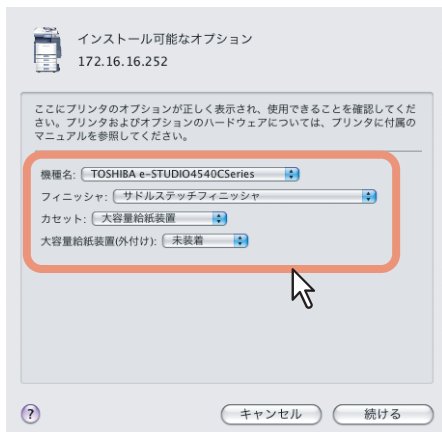 インストール可能なオプション
172.16.16.252
ここにプリンタのオプションが正しく表示され、使用できることを確認してくだ
さい。プリンタおよびオプションのハードウェアについては、プリンタに付属の
マニュアルを参照してください。
機種名: TOSHIBA e-STUDIO4540CSeries
フィニッシャ: サドルステッチフィニッシャ
カセット: 大容量給紙装置
大容量給紙装置(外付け): 未装着
?
キャンセル
続ける